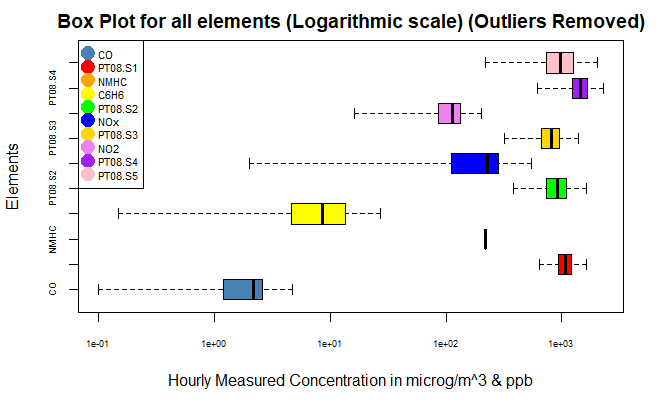 Box Plot for all elements (Logarithmic scale) (Outliers Removed)
CO
PT08.S1
NMHC
C6H6
PT08.S2
NOx
PT08.S3
NO2
PT08.S4
PT08.S5
Elements
PT08.S4
PT08.S3
PT08.S2
NMHC
CO
1e-01
1e+00
1e+01
1e+02
1e+03
Hourly Measured Concentration in microg/m^3 & ppb